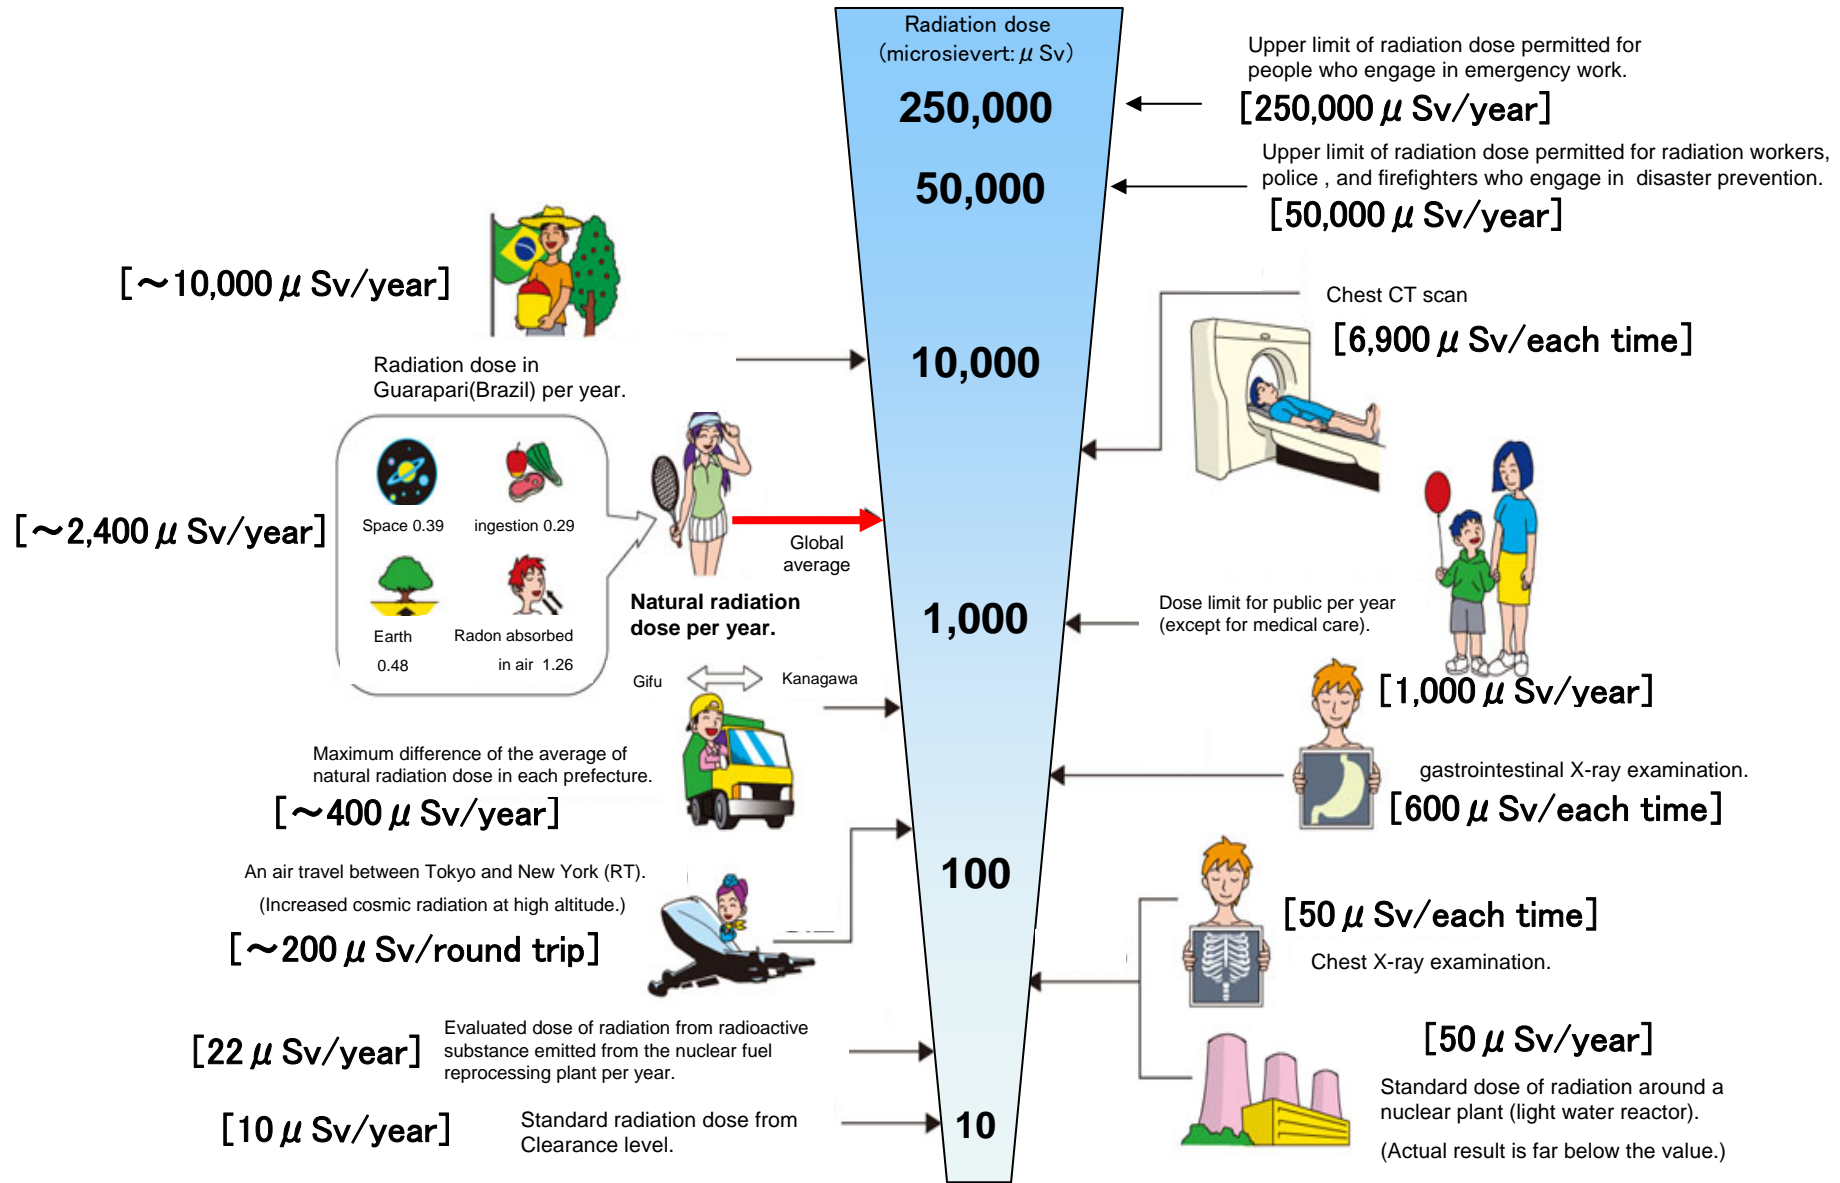 Radiation dose
(microsievert: μ Sv)
250,000
50,000
10,000
1,000
100
10
Upper limit of radiation dose permitted for
people who engage in emergency work.
[250,000 μ Sv/year]
Upper limit of radiation dose permitted for radiation workers,
police , and firefighters who engage in disaster prevention.
[50,000 μ Sv/year]
[~10,000 μ Sv/year]
Radiation dose in
Guarapari(Brazil) per year.
Chest CT scan
[6,900 μ Sv/each time]
[~2,400 μ Sv/year]
Space 0.39
ingestion 0.29
Earth
0.48
Radon absorbed
in air 1.26
Global
average
Natural radiation
dose per year.
Dose limit for public per year
(except for medical care).
[1,000 μ Sv/year]
Gifu
Kanagawa
Maximum difference of the average of
natural radiation dose in each prefecture.
[~400 μ Sv/year]
gastrointestinal X-ray examination.
[600 μ Sv/each time]
An air travel between Tokyo and New York (RT).
(Increased cosmic radiation at high altitude.)
[~200 μ Sv/round trip]
[50 μ Sv/each time]
Chest X-ray examination.
[22 μ Sv/year]
Evaluated dose of radiation from radioactive
substance emitted from the nuclear fuel
reprocessing plant per year.
[50 μ Sv/year]
Standard dose of radiation around a
nuclear plant (light water reactor).
(Actual result is far below the value.)
[10 μ Sv/year]
Standard radiation dose from
Clearance level.